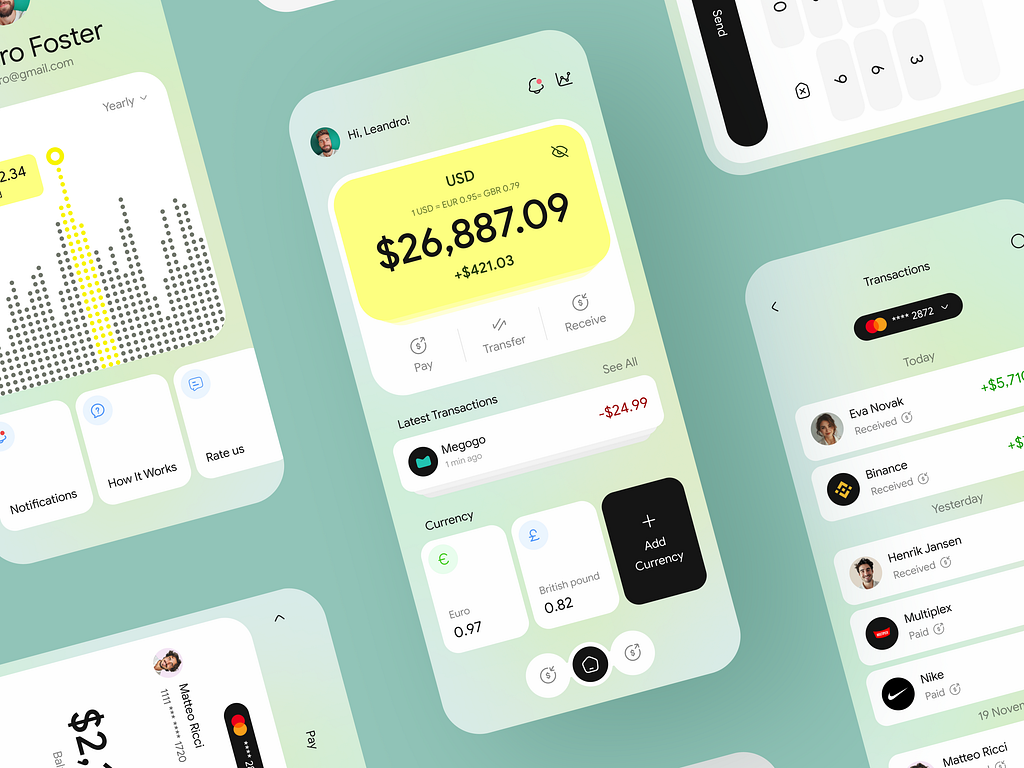 ro Foster
ro@gmail.com
Yearly
2.34
Notifications
How It Works
Rate us
Hi, Leandro!
USD
1 USD = EUR 0.95= GBR 0.79
$26,887.09
+$421.03
Pay
Transfer
Receive
Latest Transactions
See All
Megogo
1 min ago
-$24.99
Currency
Euro
0.97
British pound
0.82
Add
Currency
Send
0
9
6
3
Transactions
**** 2872
Today
Eva Novak
Received
+$5,710
Binance
Received
+$
Yesterday
Henrik Jansen
Received
Multiplex
Paid
Nike
Paid
19 Novem
Matteo Ricci
Pay
Matteo Ricci
1111 **** **** 1720
**** 2
$2,
Bal